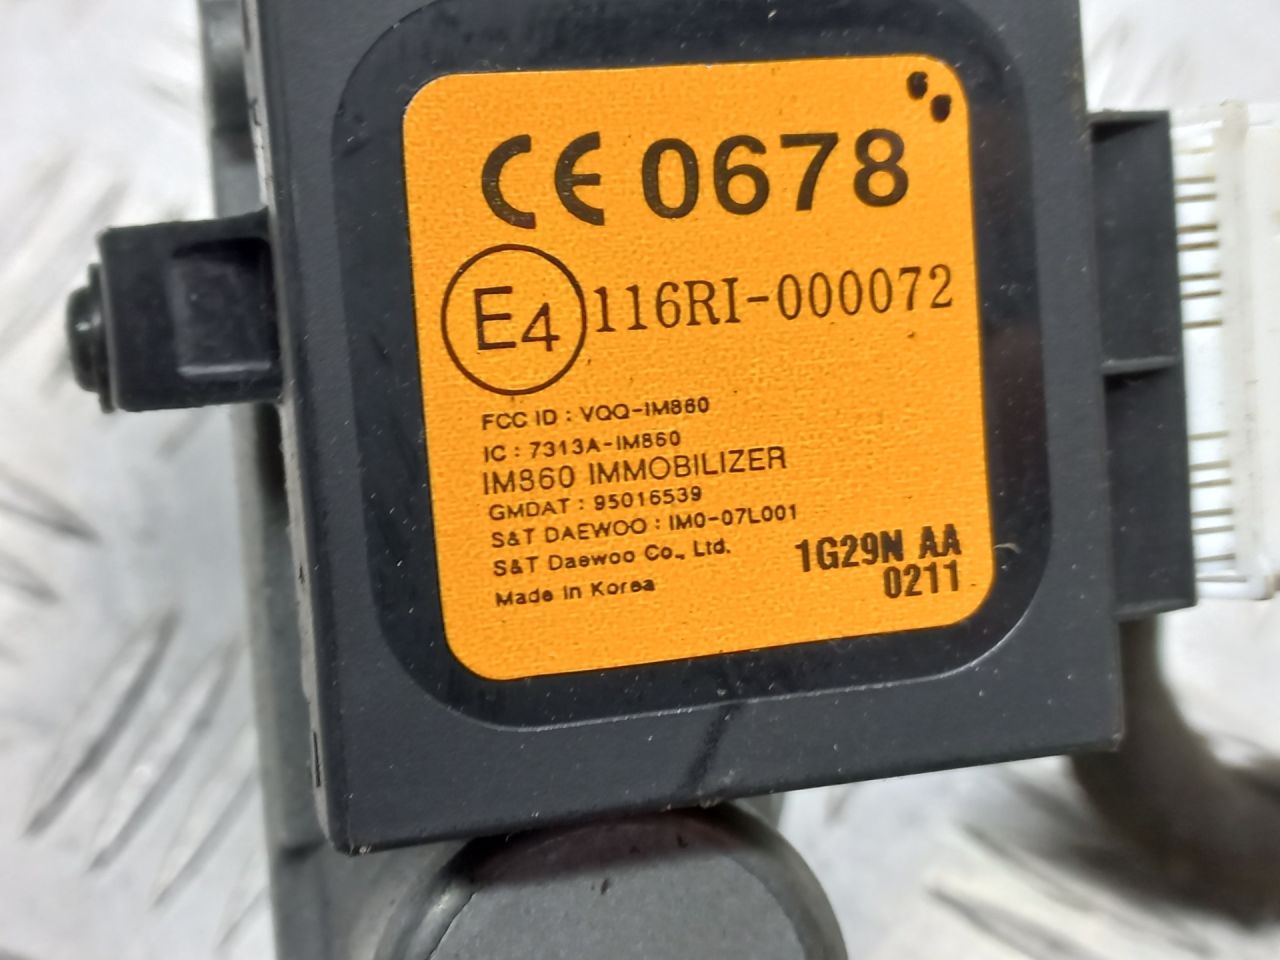 CE 0678
E4 116RI-000072
FCC ID : VQQ-IM860
IC : 7313A-IM860
IM860 IMMOBILIZER
GMDAT : 95016539
S&T DAEWOO : IM0-07L001
S&T Daewoo Co., Ltd.
Made in Korea
1G29N AA
0211